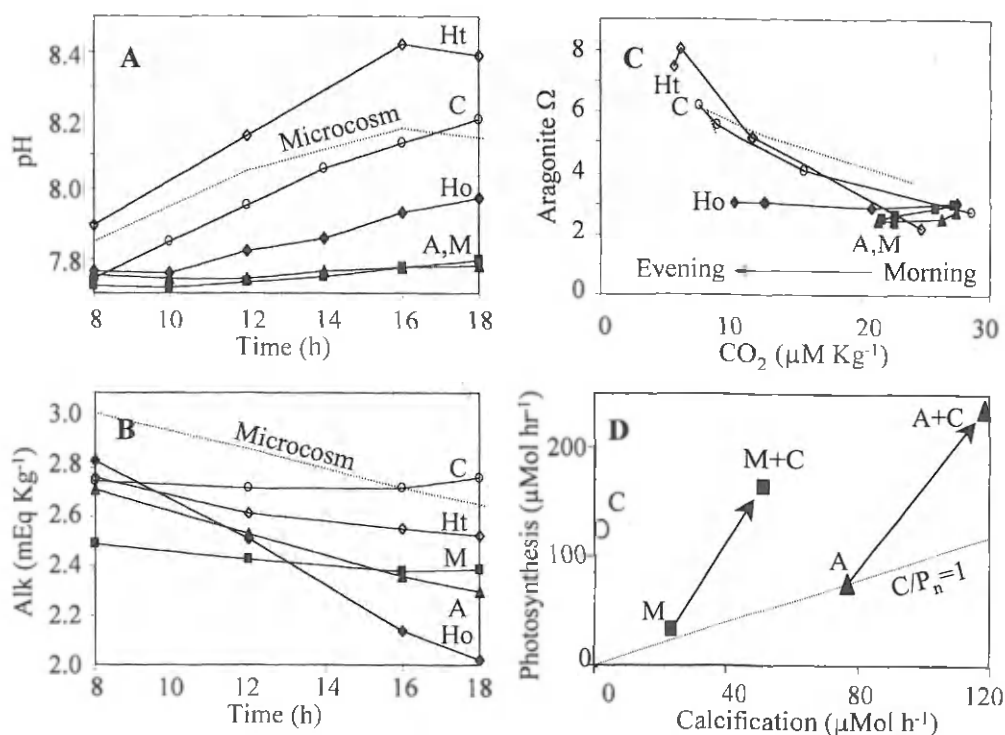 A
8.4
8.2
8.0
7.8
pH
Ht
C
Microcosm
Ho
A,M
8 10 12 14 16 18
Time (h)
C
8
6
4
2
0
Aragonite Ω
Ht
C
Ho
A,M
Evening Morning
0 10 20 30
CO₂ (μM Kg⁻¹)
B
3.0
2.8
2.6
2.4
2.2
2.0
Alk (mEq Kg⁻¹)
Microcosm
C
Ht
M
A
Ho
8 10 12 14 16 18
Time (h)
D
200
100
0
Photosynthesis (μMol hr⁻¹)
C
A+C
M+C
A
M
C/Pₙ=1
0 40 80 120
Calcification (μMol h⁻¹)